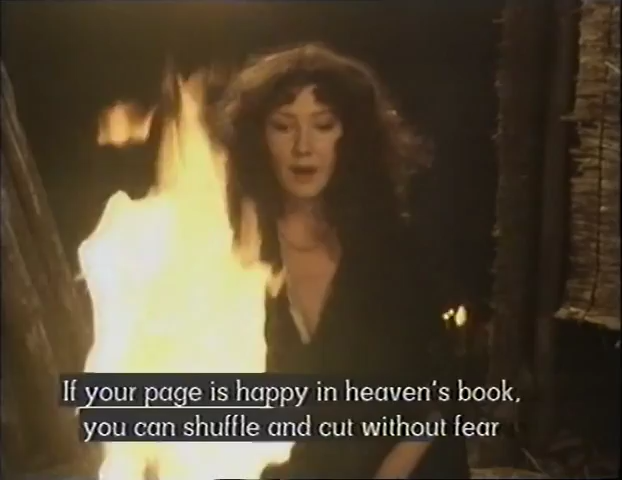 If your page is happy in heaven's book,
you can shuffle and cut without fear